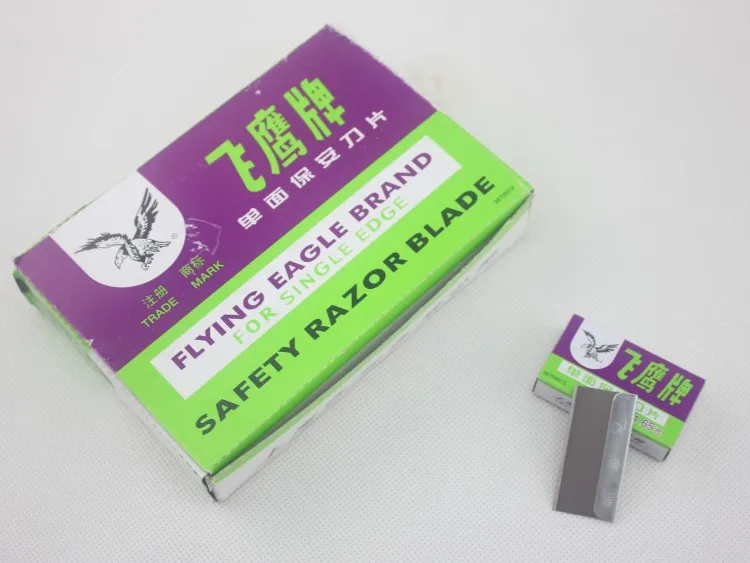 飞鹰牌
单面保安刀片
®
注册 商标
TRADE MARK
FLYING EAGLE BRAND
FOR SINGLE EDGE
SAFETY RAZOR BLADE
飞鹰牌
单面保
刀片